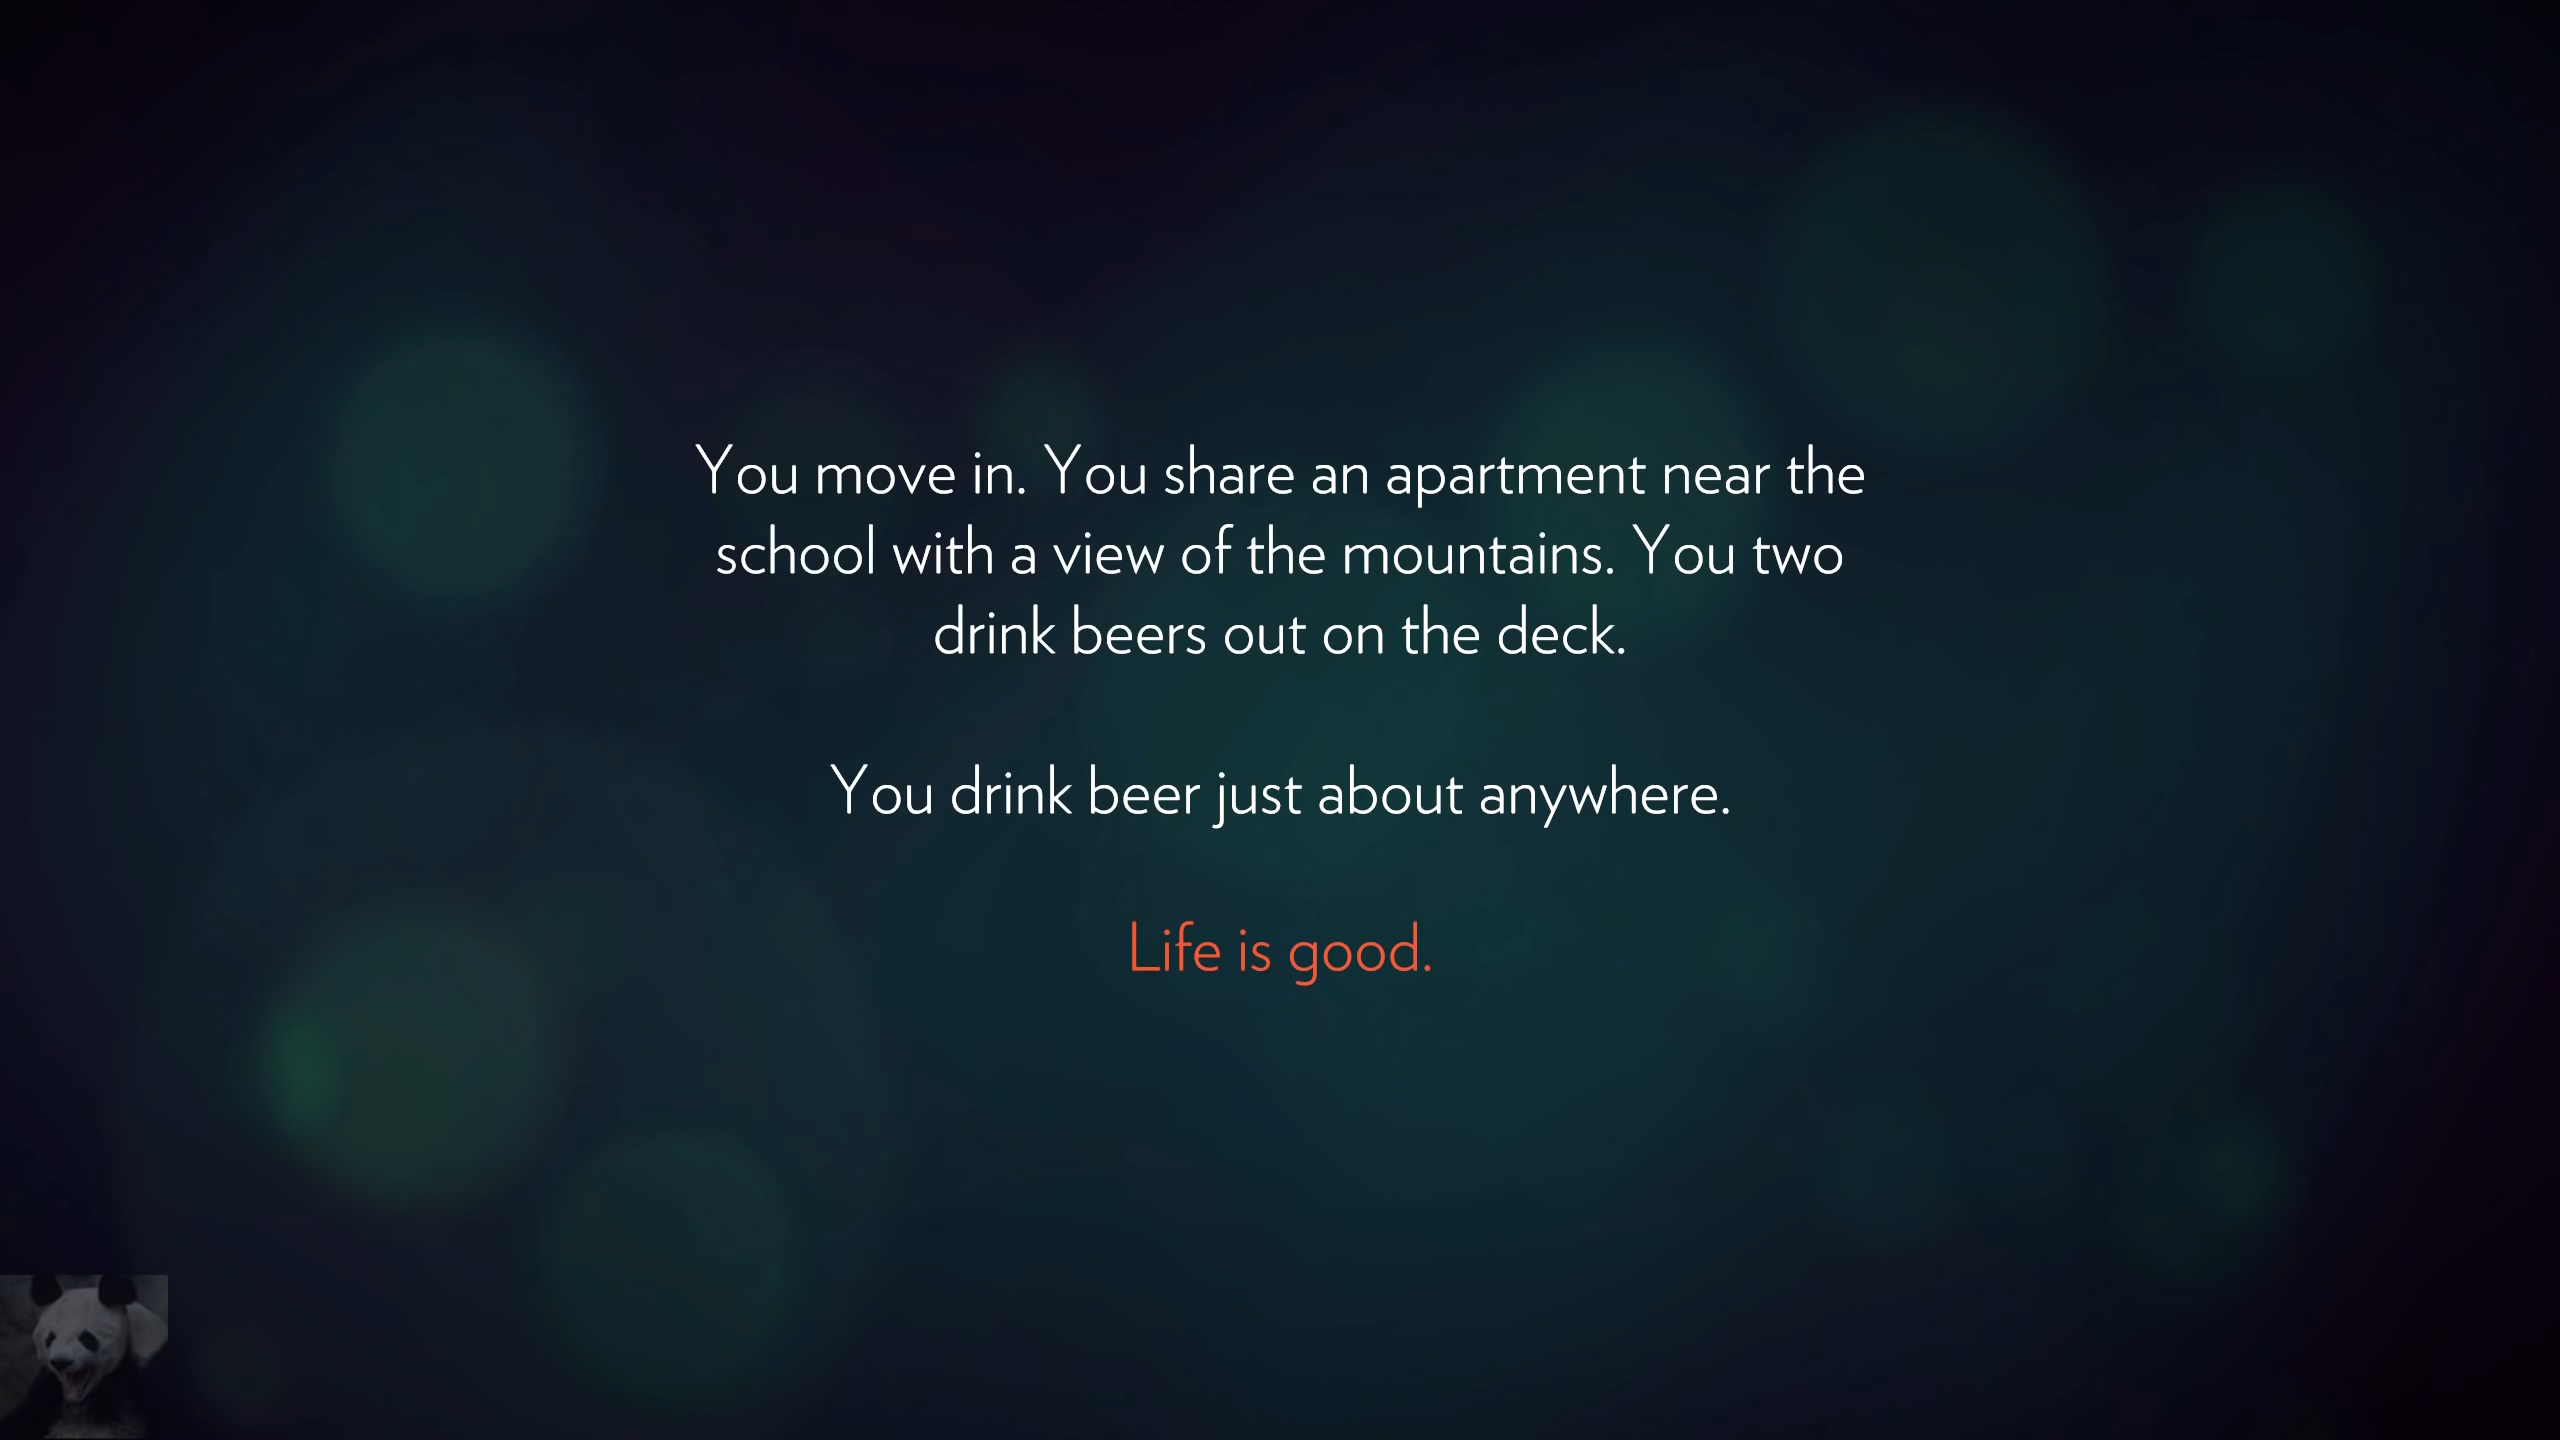 You move in. You share an apartment near the
school with a view of the mountains. You two
drink beers out on the deck.
You drink beer just about anywhere.
Life is good.